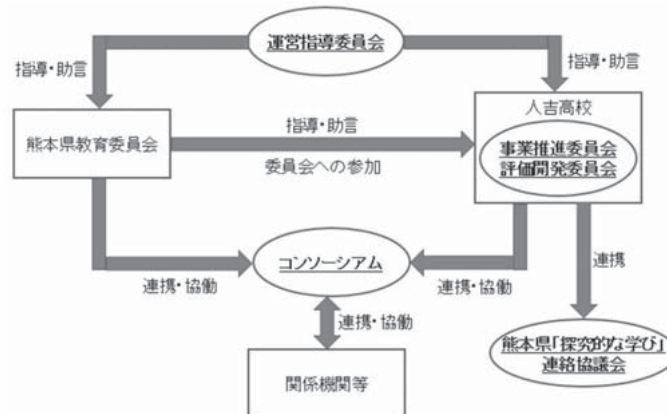 運営指導委員会
指導・助言
指導・助言
人吉高校
熊本県教育委員会
指導・助言
委員会への参加
事業推進委員会
評価開発委員会
コンソーシアム
連携・協働
連携・協働
連携
連携・協働
熊本県「探究的な学び」
連絡協議会
関係機関等